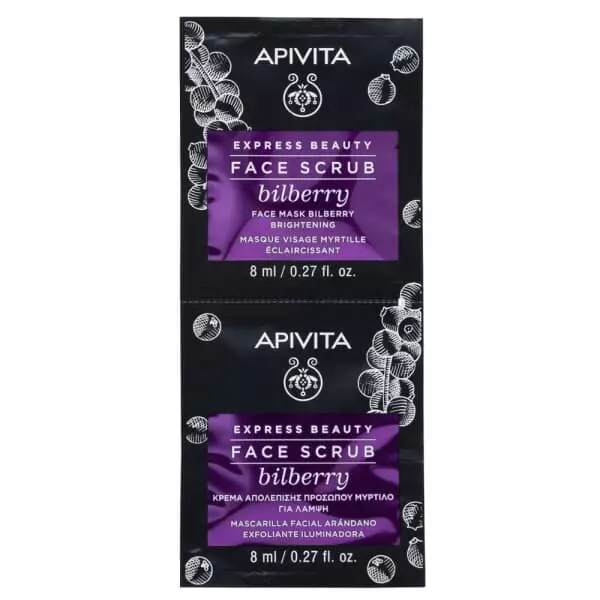 APIVITA
EXPRESS BEAUTY
FACE SCRUB
bilberry
FACE MASK BILBERRY
BRIGHTENING
MASQUE VISAGE MYRTILLE
ÉCLAIRCISSANT
8 ml / 0.27 fl. oz.
APIVITA
EXPRESS BEAUTY
FACE SCRUB
bilberry
ΚΡΕΜΑ ΑΠΟΛΕΠΙΣΗΣ ΠΡΟΣΩΠΟΥ ΜΥΡΤΙΛΟ
ΓΙΑ ΛΑΜΨΗ
MASCARILLA FACIAL ARÁNDANO
EXFOLIANTE ILUMINADORA
8 ml / 0.27 fl. oz.